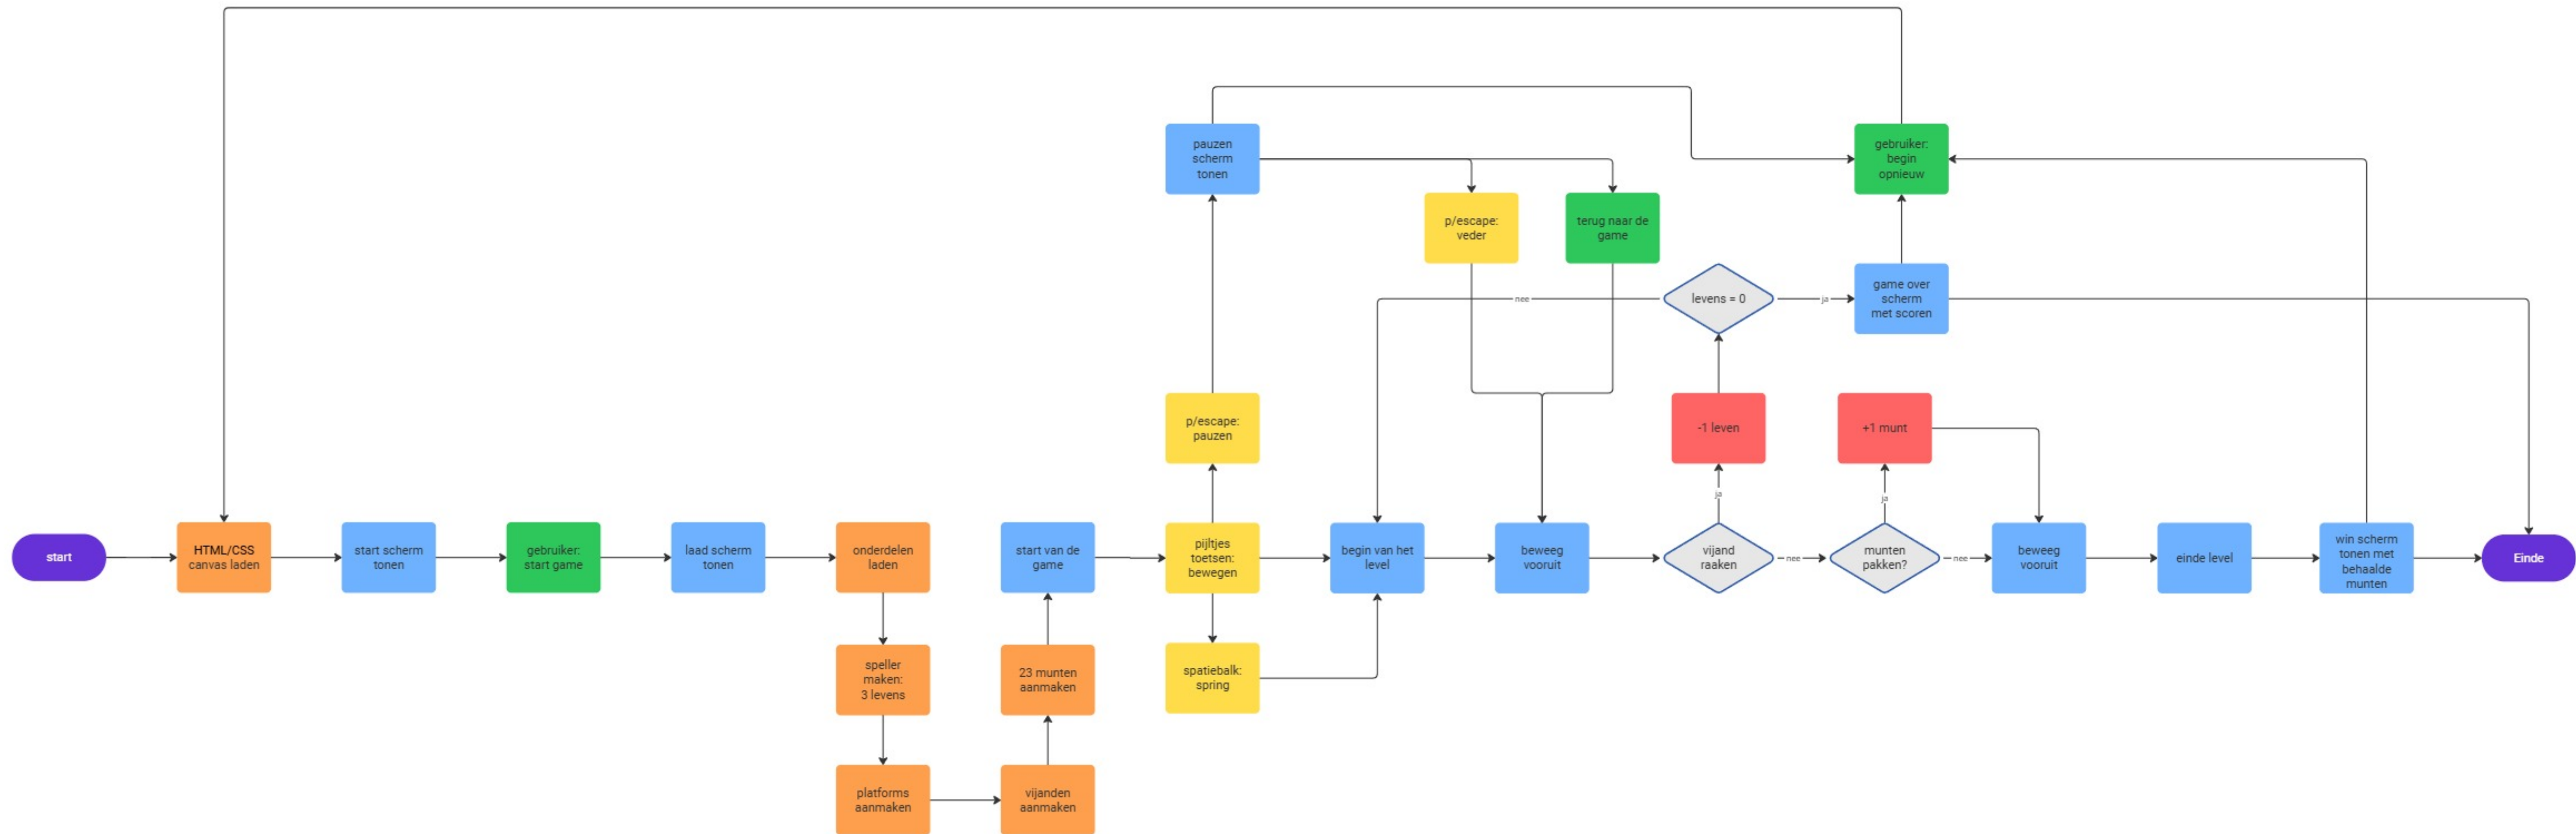 pauzen
scherm
tonen
gebruiker:
begin
opnieuw
p/escape:
veder
terug naar de
game
nee
levens = 0
ja
game over
scherm
met scoren
p/escape:
pauzen
-1 leven
+1 munt
ja
ja
start
HTML/CSS
canvas laden
start scherm
tonen
gebruiker:
start game
laad scherm
tonen
onderdelen
laden
start van de
game
pijltjes
toetsen:
bewegen
begin van het
level
beweeg
vooruit
vijand
raaken
nee
munten
pakken?
nee
beweeg
vooruit
einde level
win scherm
tonen met
behaalde
munten
Einde
speller
maken:
3 levens
23 munten
aanmaken
spatiebalk:
spring
platforms
aanmaken
vijanden
aanmaken